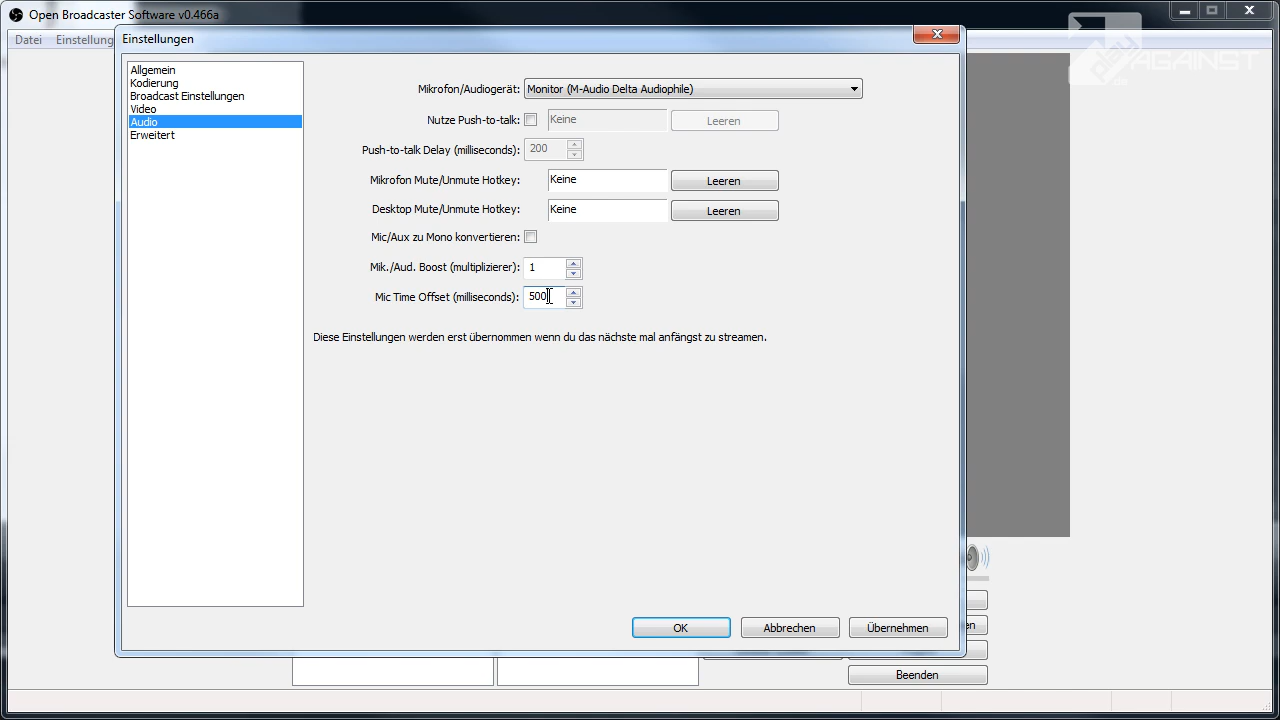 Open Broadcaster Software v0.466a
Datei Einstellung
Einstellungen
Allgemein
Kodierung
Broadcast Einstellungen
Video
Audio
Erweitert
Mikrofon/Audiogerät: Monitor (M-Audio Delta Audiophile)
Nutze Push-to-talk: Keine Leeren
Push-to-talk Delay (milliseconds): 200
Mikrofon Mute/Unmute Hotkey: Keine Leeren
Desktop Mute/Unmute Hotkey: Keine Leeren
Mic/Aux zu Mono konvertieren:
Mik./Aud. Boost (multiplizierer): 1
Mic Time Offset (milliseconds): 500
Diese Einstellungen werden erst übernommen wenn du das nächste mal anfängst zu streamen.
OK Abbrechen Übernehmen
en
Beenden
play AGAINST
.de